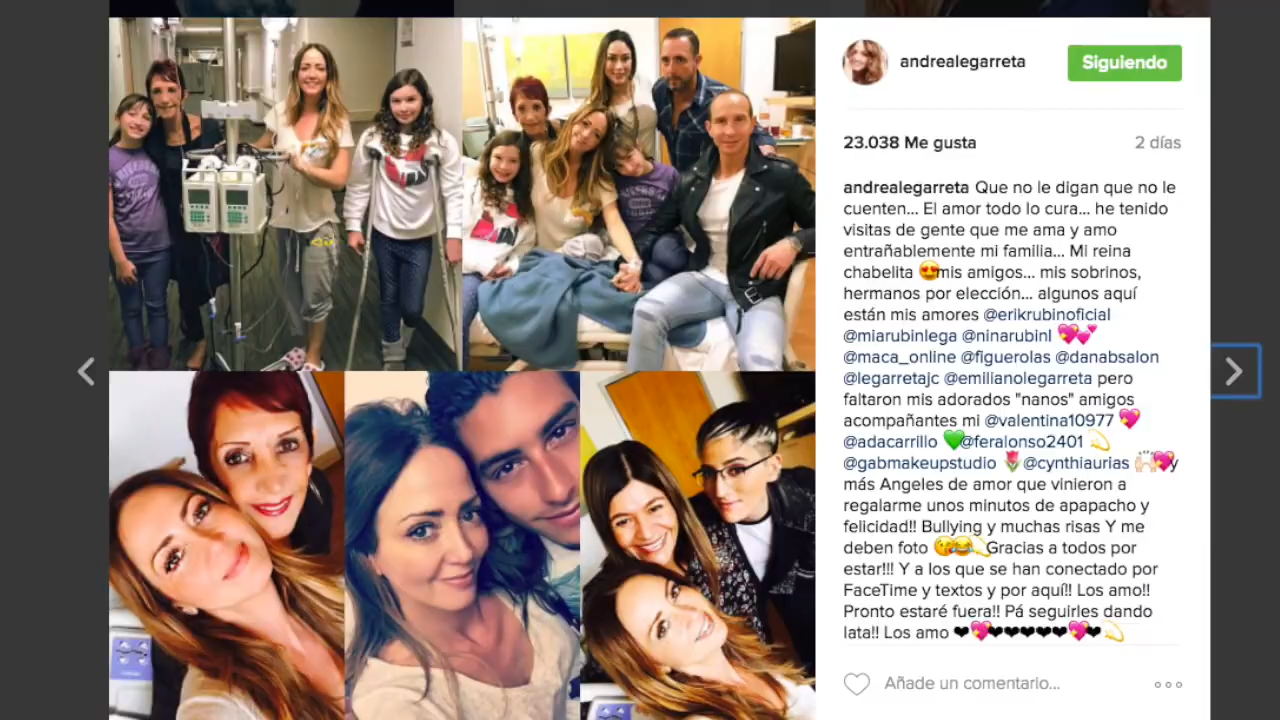 andrealegarreta
Siguiendo
23.038 Me gusta
2 días
andrealegarreta Que no le digan que no le
cuenten... El amor todo lo cura... he tenido
visitas de gente que me ama y amo
entrañablemente mi familia... Mi reina
chabelita 😍mis amigos... mis sobrinos,
hermanos por elección... algunos aquí
están mis amores @erikrubinoficial
@miarubinlega @ninarubinl 💖💕
@maca_online @figuerolas @danabsalon
@legarretajc @emilianolegarreta pero
faltaron mis adorados "nanos" amigos
acompañantes mi @valentina10977 💖
@adacarrillo 💚@feralonso2401 💫
@gabmakeupstudio 🌷@cynthiaurias 🙌🏻💖y
más Angeles de amor que vinieron a
regalarme unos minutos de apapacho y
felicidad!! Bullying y muchas risas Y me
deben foto 😘😂💫Gracias a todos por
estar!!! Y a los que se han conectado por
FaceTime y textos y por aquí!! Los amo!!
Pronto estaré fuera!! Pá seguirles dando
lata!! Los amo ❤💖❤❤❤❤❤💖❤💫
Añade un comentario...